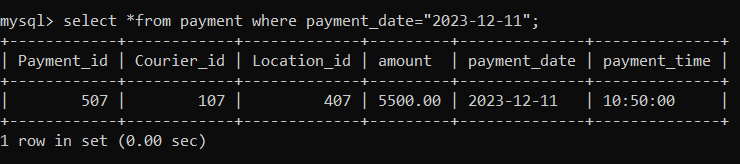 mysql> select *from payment where payment_date="2023-12-11";
+------------+------------+-------------+---------+--------------+--------------+
| Payment_id | Courier_id | Location_id | amount  | payment_date | payment_time |
+------------+------------+-------------+---------+--------------+--------------+
|        507 |        107 |         407 | 5500.00 | 2023-12-11   | 10:50:00     |
+------------+------------+-------------+---------+--------------+--------------+
1 row in set (0.00 sec)